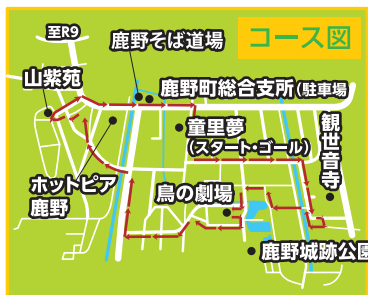 コース図
至R9
鹿野そば道場
山紫苑
鹿野町総合支所(駐車場
童里夢
(スタート・ゴール)
観世音寺
ホットピア
鹿野
鳥の劇場
鹿野城跡公園